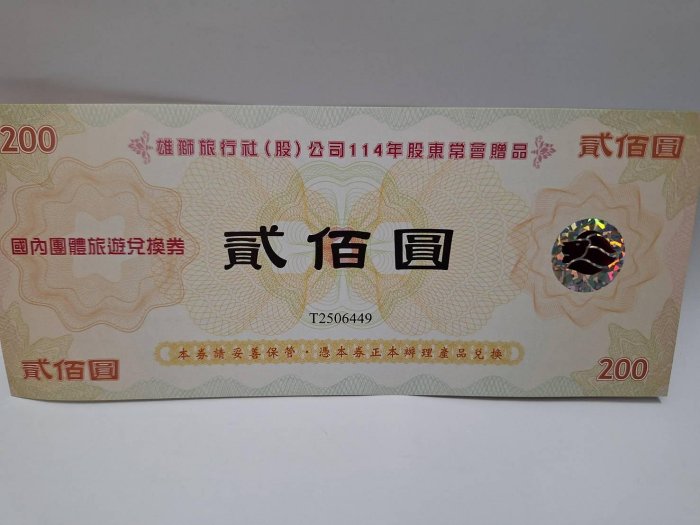 200
雄獅旅行社(股)公司114年股東常會贈品
貳佰圓
國內團體旅遊兌換券
貳佰圓
T2506449
本券請妥善保管·憑本券正本辦理產品兌換
貳佰圓
200